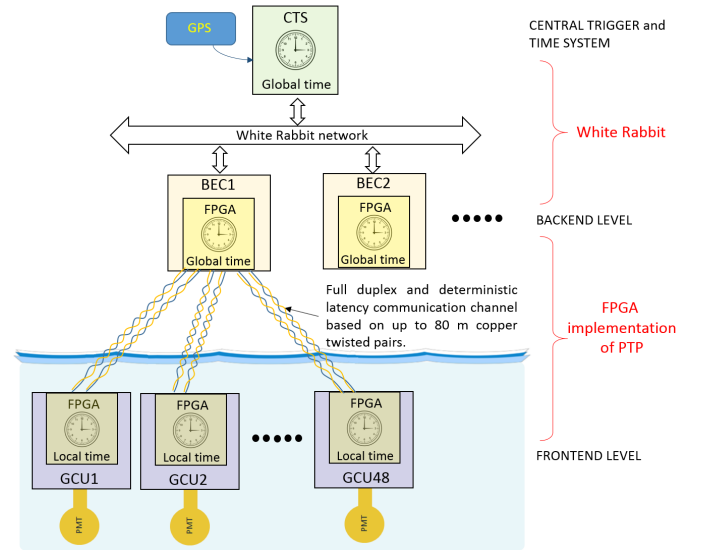 GPS
CTS
Global time
CENTRAL TRIGGER and
TIME SYSTEM
White Rabbit network
White Rabbit
BEC1
FPGA
Global time
BEC2
FPGA
Global time
BACKEND LEVEL
Full duplex and deterministic
latency communication channel
based on up to 80 m copper
twisted pairs.
FPGA
implementation
of PTP
FPGA
Local time
GCU1
PMT
FPGA
Local time
GCU2
PMT
FPGA
Local time
GCU48
PMT
FRONTEND LEVEL